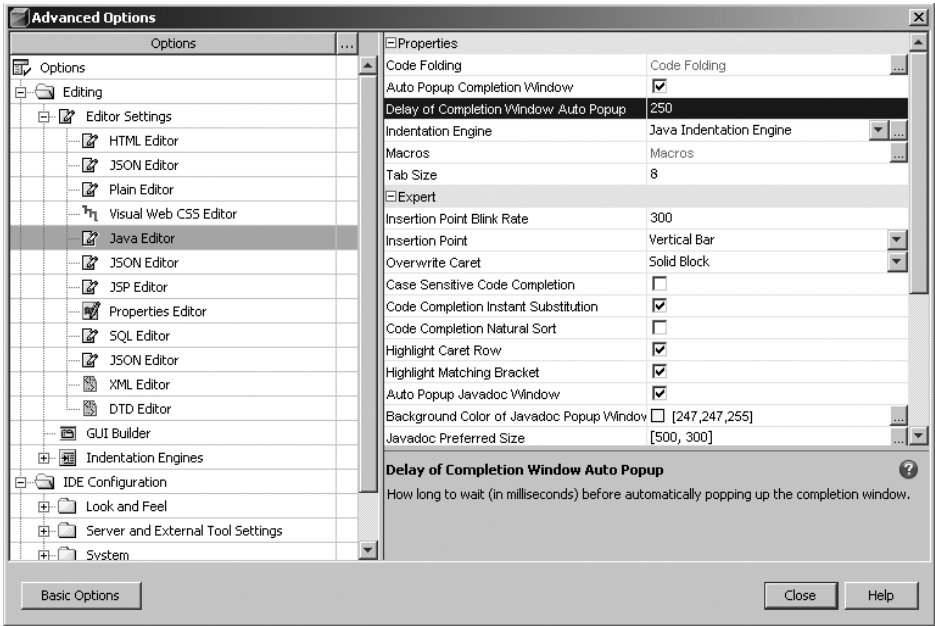 Advanced Options
Options ...
Options
Editing
Editor Settings
HTML Editor
JSON Editor
Plain Editor
Visual Web CSS Editor
Java Editor
JSON Editor
JSP Editor
Properties Editor
SQL Editor
JSON Editor
XML Editor
DTD Editor
GUI Builder
Indentation Engines
IDE Configuration
Look and Feel
Server and External Tool Settings
System
Properties
Code Folding Code Folding ...
Auto Popup Completion Window
Delay of Completion Window Auto Popup 250
Indentation Engine Java Indentation Engine ...
Macros Macros ...
Tab Size 8
Expert
Insertion Point Blink Rate 300
Insertion Point Vertical Bar
Overwrite Caret Solid Block
Case Sensitive Code Completion
Code Completion Instant Substitution
Code Completion Natural Sort
Highlight Caret Row
Highlight Matching Bracket
Auto Popup Javadoc Window
Background Color of Javadoc Popup Window [247,247,255] ...
Javadoc Preferred Size [500, 300] ...
Delay of Completion Window Auto Popup ?
How long to wait (in milliseconds) before automatically popping up the completion window.
Basic Options Close Help